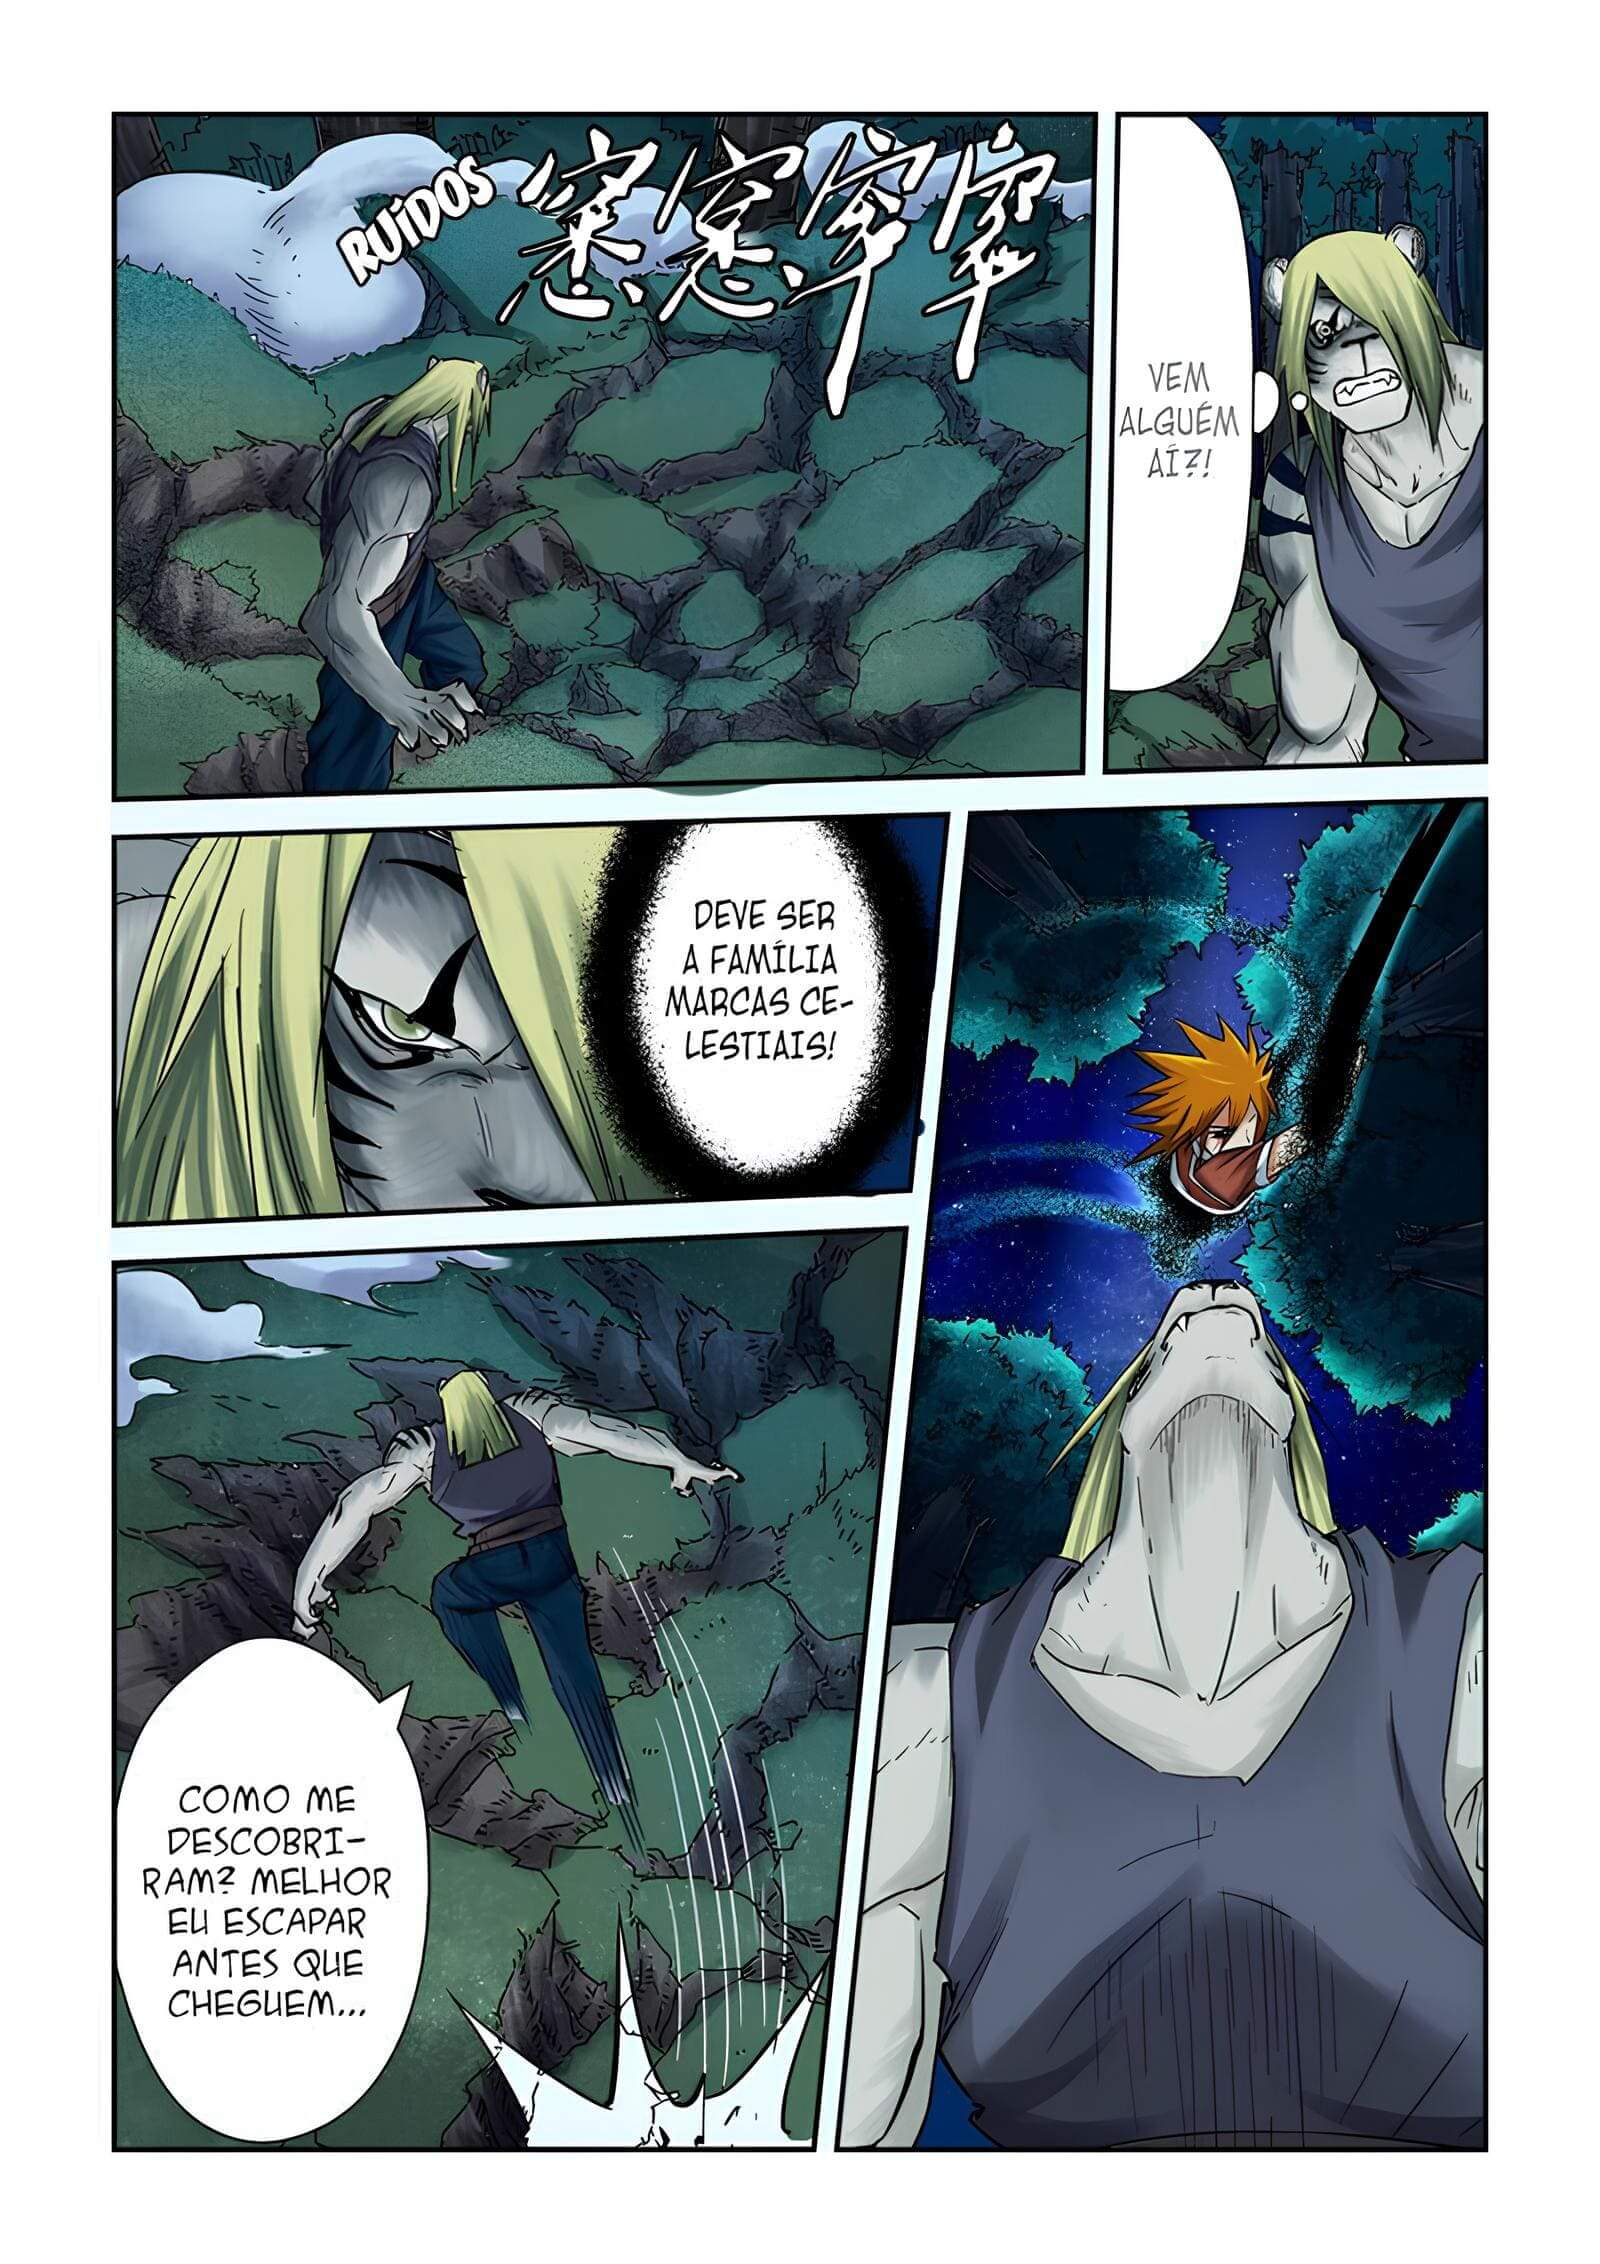 RUÍDOS
窸窸窣窣
VEM
ALGUÉM
AÍ?!
DEVE SER
A FAMÍLIA
MARCAS CE-
LESTIAIS!
COMO ME
DESCOBRI-
RAM? MELHOR
EU ESCAPAR
ANTES QUE
CHEGUEM...